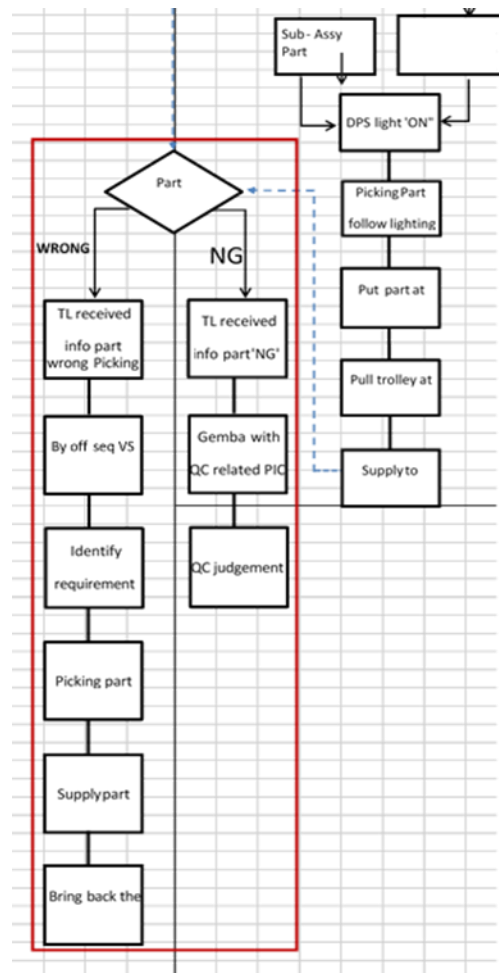 Sub- Assy
Part
DPS light 'ON"
Picking Part
follow lighting
Put part at
Pull trolley at
Supply to
Part
WRONG
NG
TL received
info part
wrong Picking
By off seq VS
Identify
requirement
Picking part
Supply part
Bring back the
TL received
info part'NG'
Gemba with
QC related PIC
QC judgement